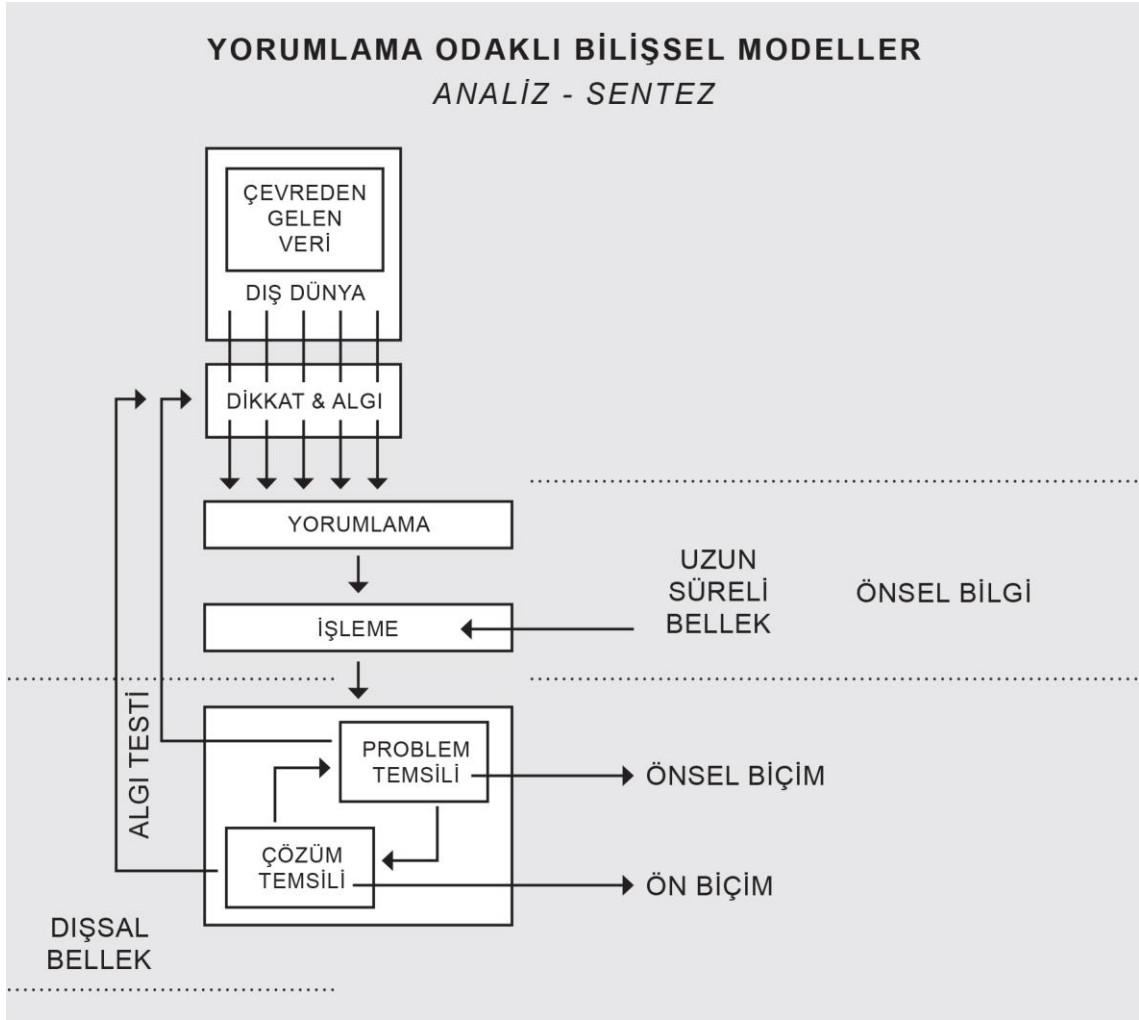 YORUMLAMA ODAKLI BİLİŞSEL MODELLER
ANALİZ - SENTEZ
ÇEVREDEN
GELEN
VERİ
DIŞ DÜNYA
DİKKAT & ALGI
YORUMLAMA
UZUN
SÜRELİ
BELLEK
ÖNSEL BİLGİ
İŞLEME
ALGI TESTİ
PROBLEM
TEMSİLİ
ÖNSEL BİÇİM
ÇÖZÜM
TEMSİLİ
ÖN BİÇİM
DIŞSAL
BELLEK